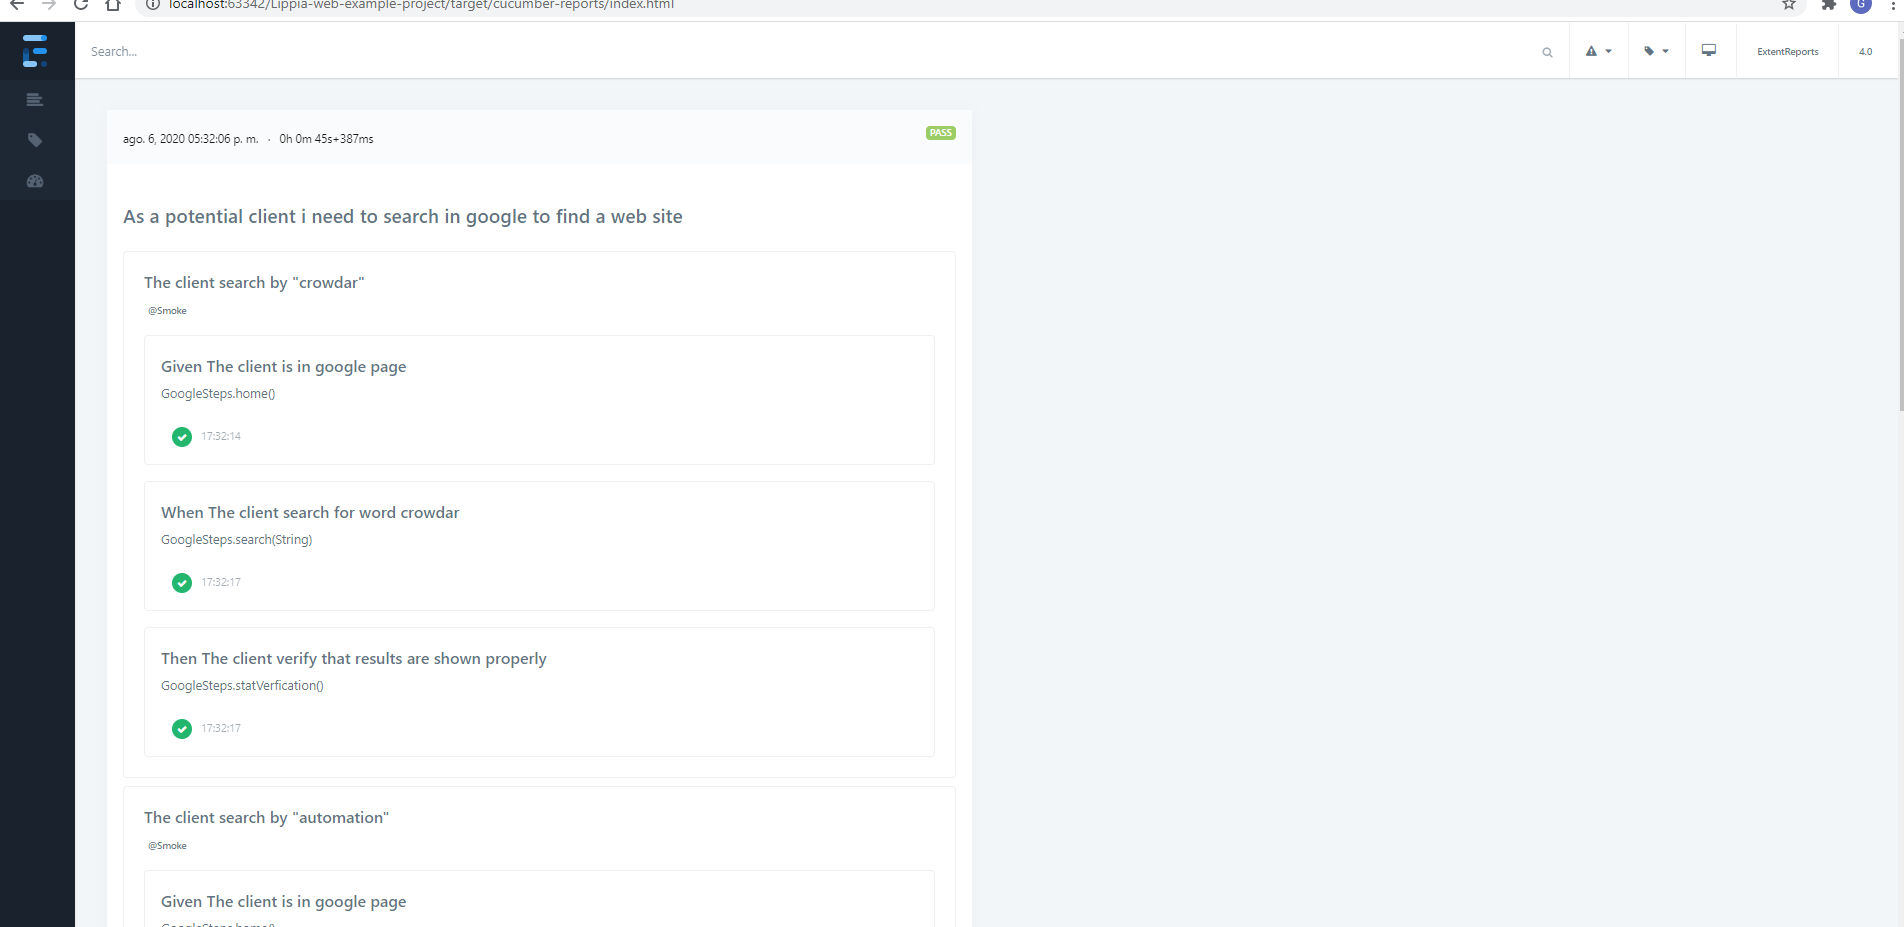 localhost:63342/Lippia-web-example-project/target/cucumber-reports/index.html
G
Search...
ExtentReports
4.0
ago. 6, 2020 05:32:06 p. m. · 0h 0m 45s+387ms
PASS
As a potential client i need to search in google to find a web site
The client search by "crowdar"
@Smoke
Given The client is in google page
GoogleSteps.home()
17:32:14
When The client search for word crowdar
GoogleSteps.search(String)
17:32:17
Then The client verify that results are shown properly
GoogleSteps.statVerfication()
17:32:17
The client search by "automation"
@Smoke
Given The client is in google page
GoogleSteps.home()